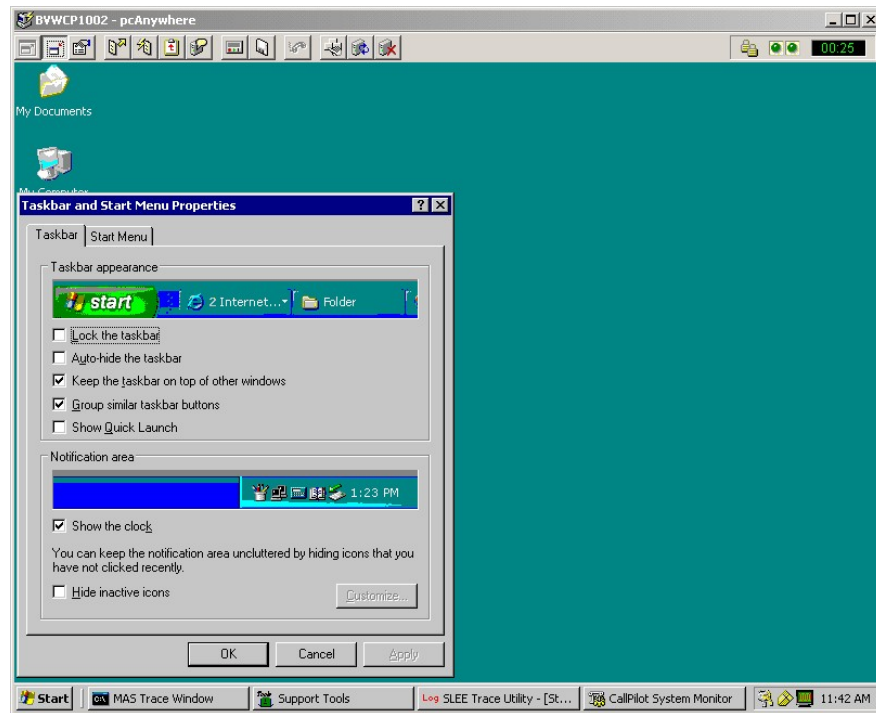 BVWCP1002 - pcAnywhere
00:25
My Documents
My Computer
Taskbar and Start Menu Properties
Taskbar
Start Menu
Taskbar appearance
start
2 Internet...
Folder
Lock the taskbar
Auto-hide the taskbar
Keep the taskbar on top of other windows
Group similar taskbar buttons
Show Quick Launch
Notification area
1:23 PM
Show the clock
You can keep the notification area uncluttered by hiding icons that you
have not clicked recently.
Hide inactive icons
Customize...
OK
Cancel
Apply
Start
MAS Trace Window
Support Tools
Log SLEE Trace Utility - [St...
CallPilot System Monitor
11:42 AM